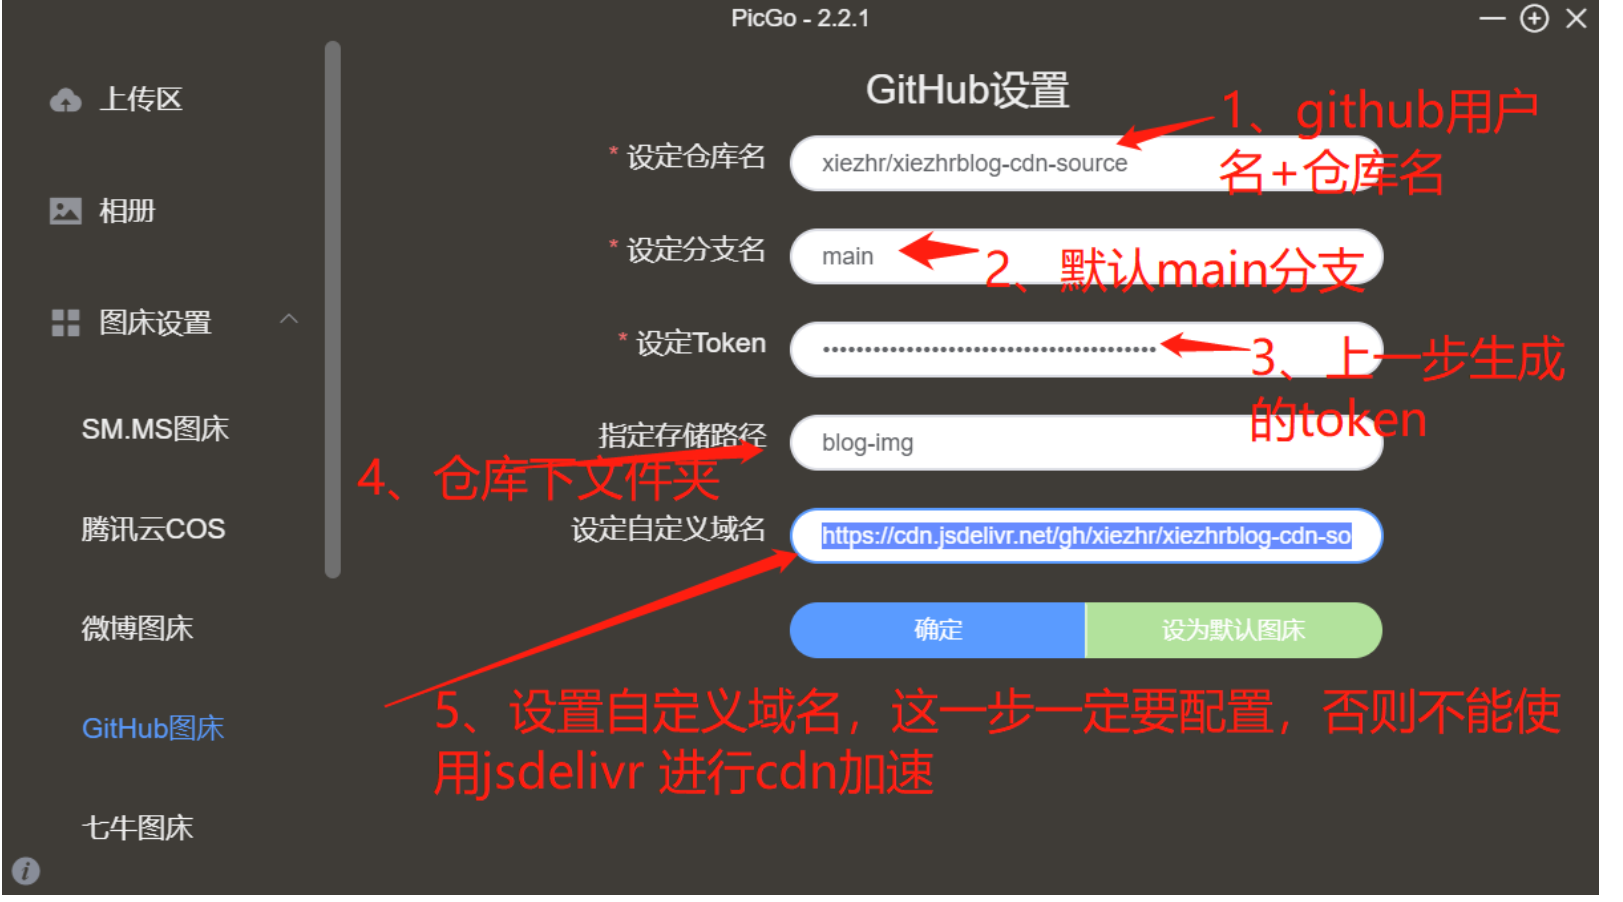 PicGo - 2.2.1
上传区
相册
图床设置
SM.MS图床
腾讯云COS
微博图床
GitHub图床
七牛图床
GitHub设置
* 设定仓库名
xiezhr/xiezhrblog-cdn-source
1、github用户
名+仓库名
* 设定分支名
main
2、默认main分支
* 设定Token
3、上一步生成
的token
指定存储路径
blog-img
4、仓库下文件夹
设定自定义域名
https://cdn.jsdelivr.net/gh/xiezhr/xiezhrblog-cdn-so
确定
设为默认图床
5、设置自定义域名，这一步一定要配置，否则不能使
用jsdelivr 进行cdn加速